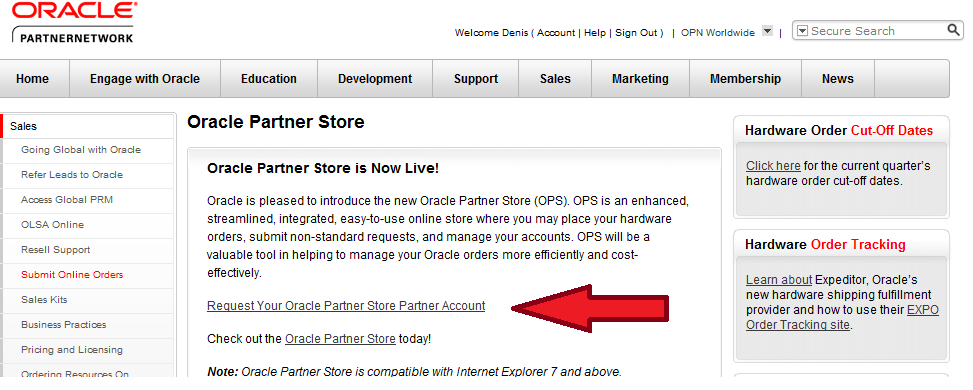 ORACLE®
PARTNERNETWORK
Welcome Denis ( Account | Help | Sign Out ) | OPN Worldwide |
Secure Search
Home Engage with Oracle Education Development Support Sales Marketing Membership News
Sales
Going Global with Oracle
Refer Leads to Oracle
Access Global PRM
OLSA Online
Resell Support
Submit Online Orders
Sales Kits
Business Practices
Pricing and Licensing
Ordering Resources On
Oracle Partner Store
Oracle Partner Store is Now Live!
Oracle is pleased to introduce the new Oracle Partner Store (OPS). OPS is an enhanced,
streamlined, integrated, easy-to-use online store where you may place your hardware
orders, submit non-standard requests, and manage your accounts. OPS will be a
valuable tool in helping to manage your Oracle orders more efficiently and cost-
effectively.
Request Your Oracle Partner Store Partner Account
Check out the Oracle Partner Store today!
Note: Oracle Partner Store is compatible with Internet Explorer 7 and above.
Hardware Order Cut-Off Dates
Click here for the current quarter's
hardware order cut-off dates.
Hardware Order Tracking
Learn about Expeditor, Oracle's
new hardware shipping fulfillment
provider and how to use their EXPO
Order Tracking site.